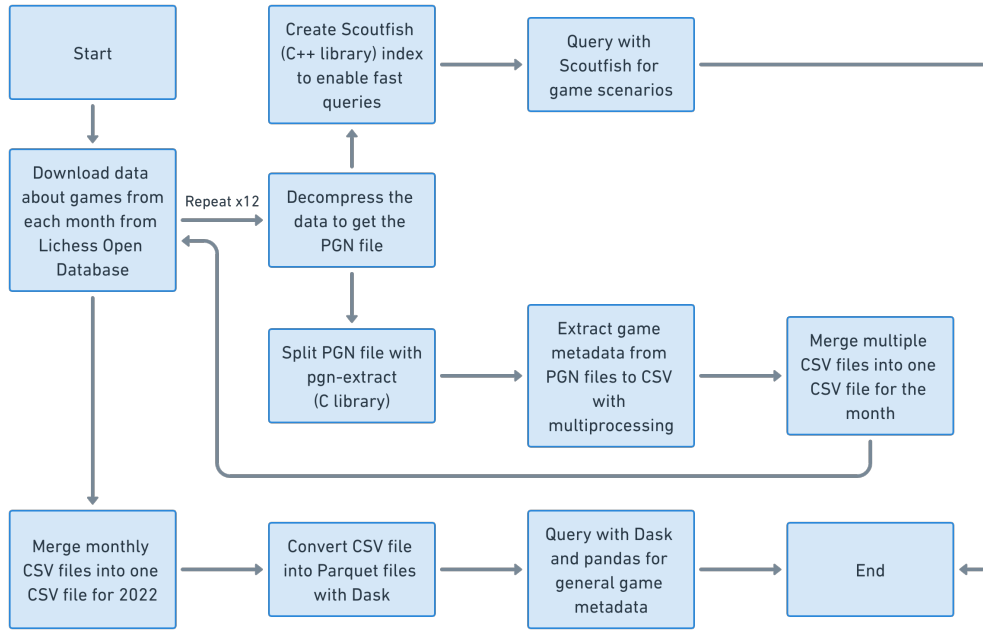 Start
Create Scoutfish
(C++ library) index
to enable fast
queries
Query with
Scoutfish for
game scenarios
Download data
about games from
each month from
Lichess Open
Database
Repeat x12
Decompress the
data to get the
PGN file
Split PGN file with
pgn-extract
(C library)
Extract game
metadata from
PGN files to CSV
with
multiprocessing
Merge multiple
CSV files into one
CSV file for the
month
Merge monthly
CSV files into one
CSV file for 2022
Convert CSV file
into Parquet files
with Dask
Query with Dask
and pandas for
general game
metadata
End